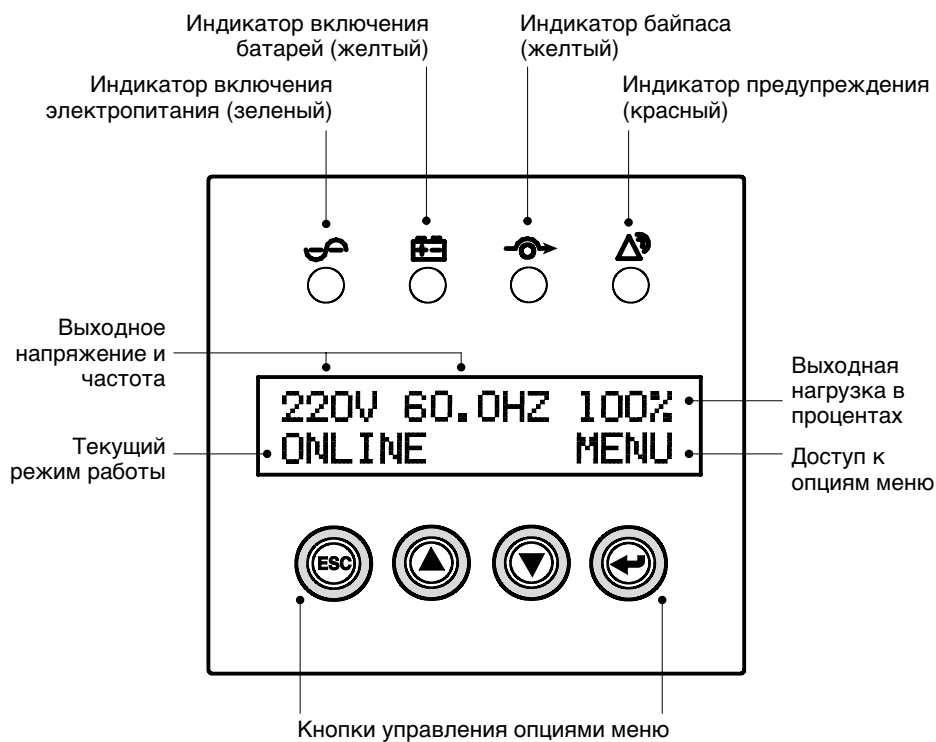 Индикатор включения
батарей (желтый)
Индикатор байпаса
(желтый)
Индикатор включения
электропитания (зеленый)
Индикатор предупреждения
(красный)
Выходное
напряжение и
частота
220V 60.0HZ 100%
ONLINE MENU
Выходная
нагрузка в
процентах
Текущий
режим работы
Доступ к
опциям меню
ESC
Кнопки управления опциями меню